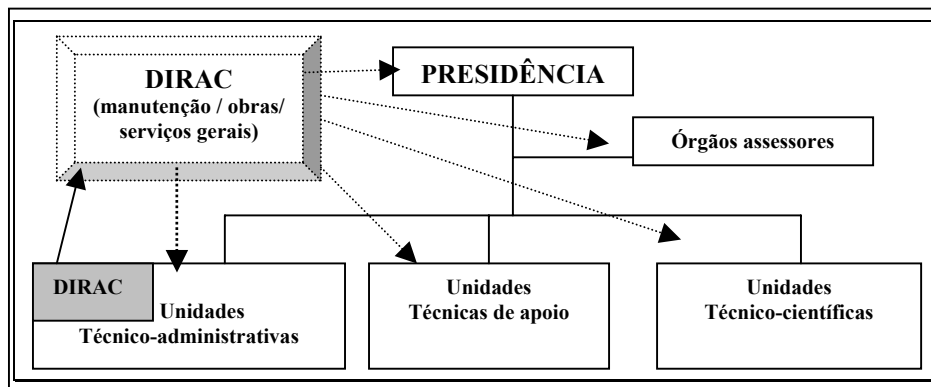 DIRAC
(manutenção / obras/
serviços gerais)
PRESIDÊNCIA
Órgãos assessores
DIRAC
Unidades
Técnico-administrativas
Unidades
Técnicas de apoio
Unidades
Técnico-científicas